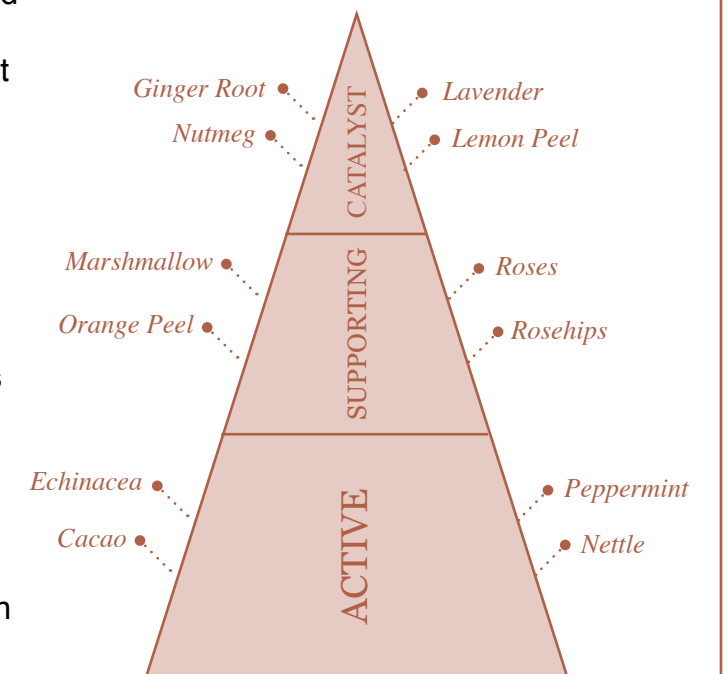 t
Ginger Root
Lavender
Nutmeg
Lemon Peel
CATALYST
Marshmallow
Roses
Orange Peel
Rosehips
SUPPORTING
Echinacea
Peppermint
Cacao
Nettle
ACTIVE